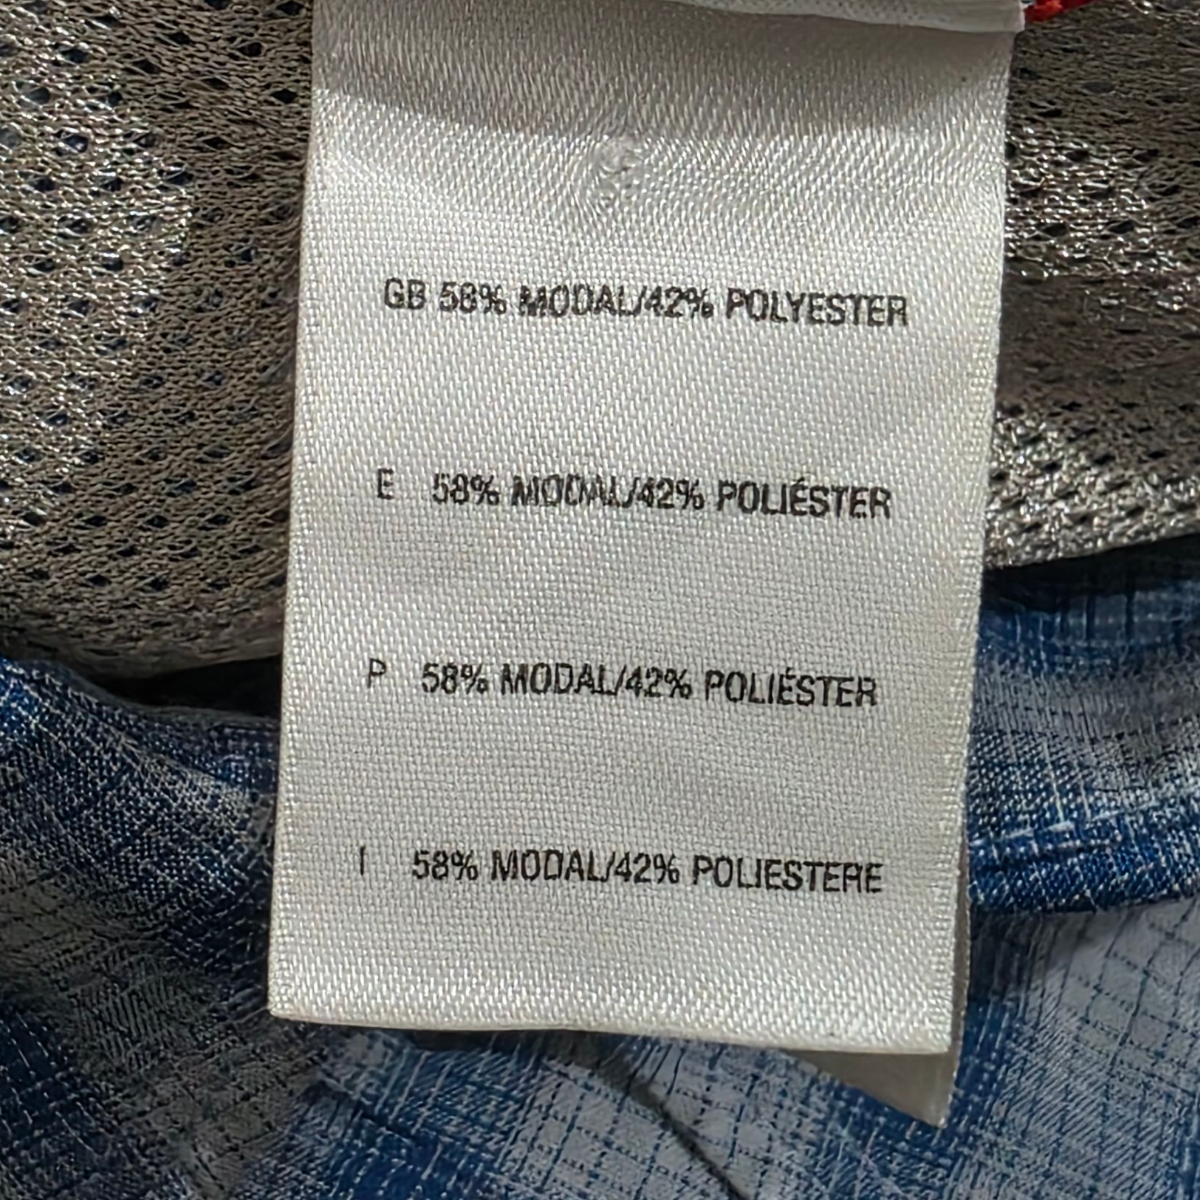 GB 58% MODAL/42% POLYESTER
E 58% MODAL/42% POLIÉSTER
P 58% MODAL/42% POLIÉSTER
I 58% MODAL/42% POLIESTERE